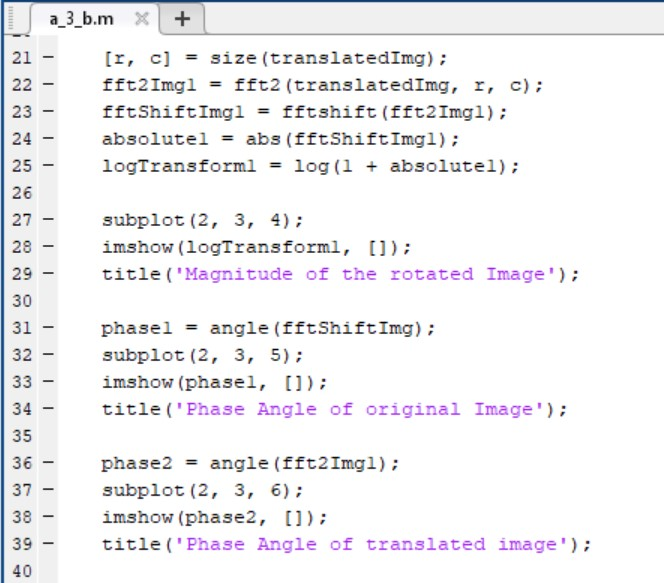 a_3_b.m × +
21 – [r, c] = size(translatedImg);
22 – fft2Img1 = fft2(translatedImg, r, c);
23 – fftShiftImg1 = fftshift(fft2Img1);
24 – absolute1 = abs(fftShiftImg1);
25 – logTransform1 = log(1 + absolute1);
26
27 – subplot(2, 3, 4);
28 – imshow(logTransform1, []);
29 – title('Magnitude of the rotated Image');
30
31 – phase1 = angle(fftShiftImg);
32 – subplot(2, 3, 5);
33 – imshow(phase1, []);
34 – title('Phase Angle of original Image');
35
36 – phase2 = angle(fft2Img1);
37 – subplot(2, 3, 6);
38 – imshow(phase2, []);
39 – title('Phase Angle of translated image');
40